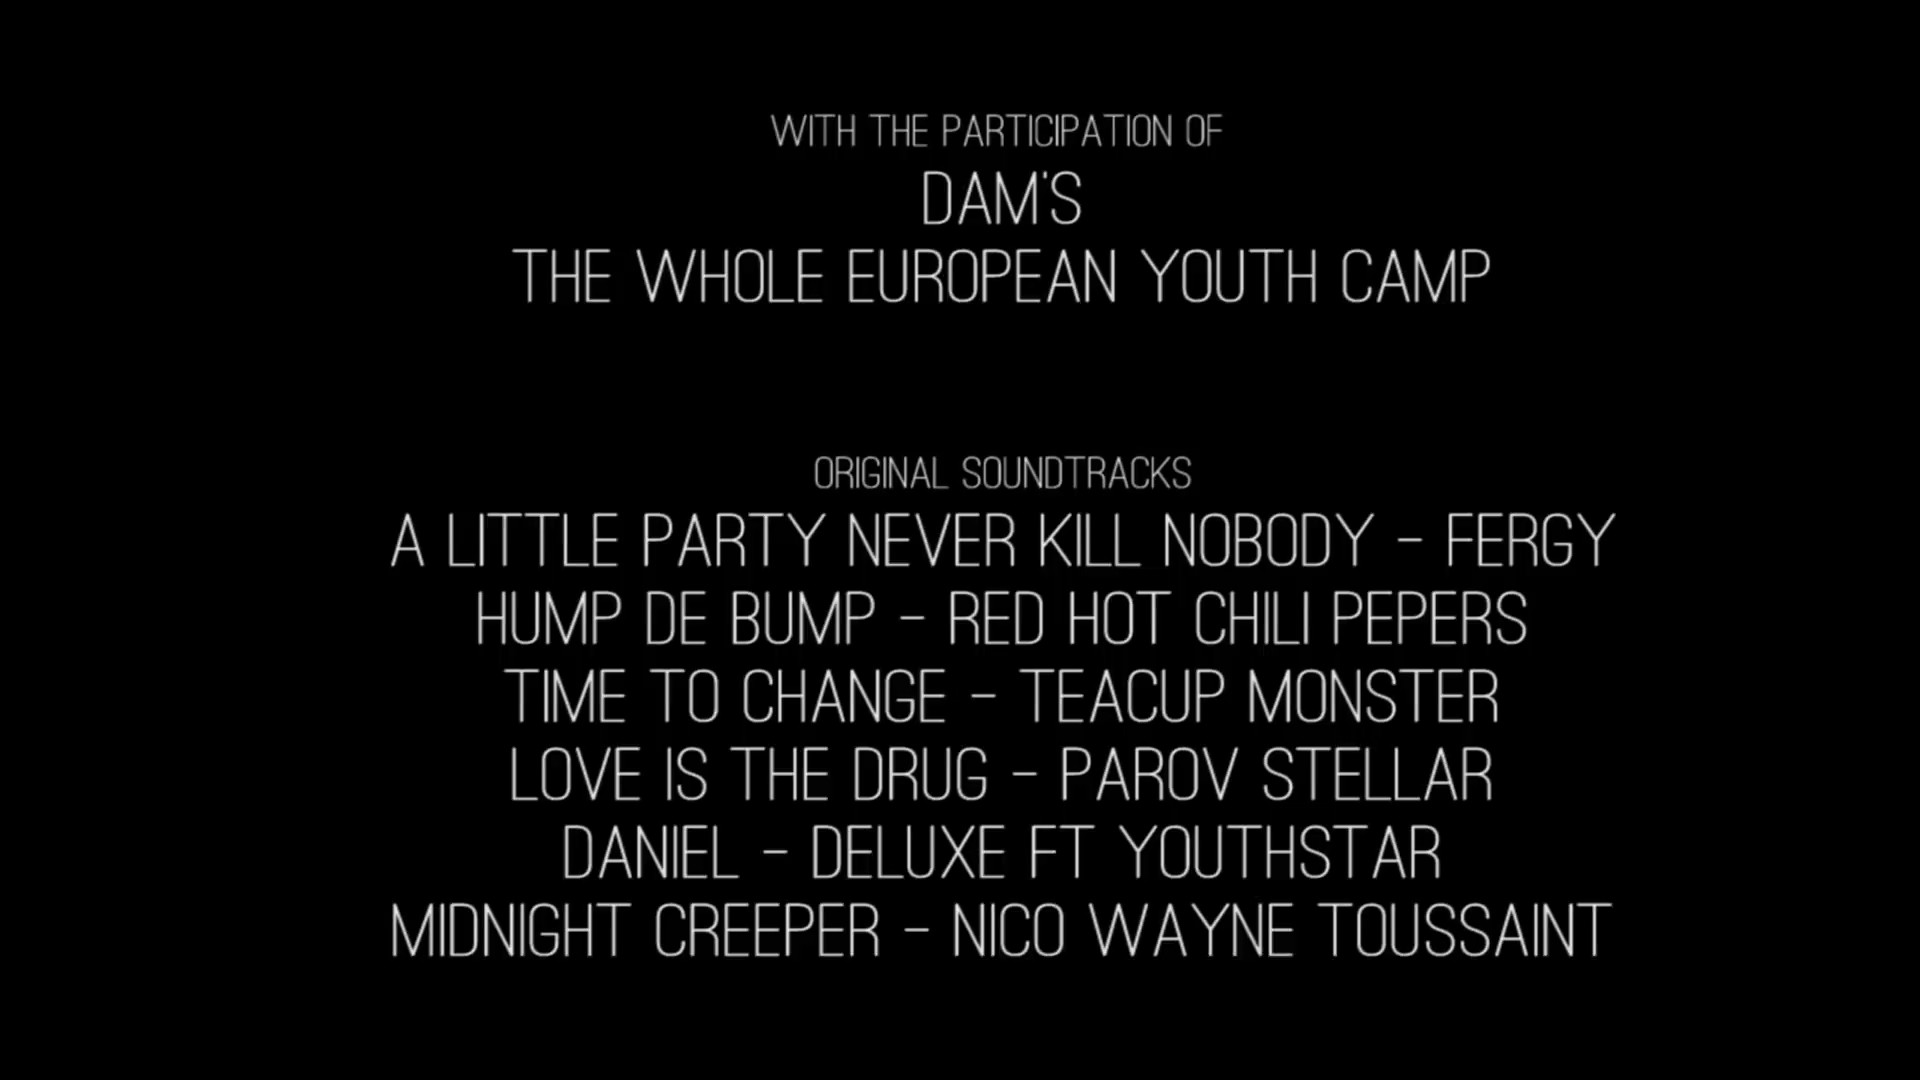 WITH THE PARTICIPATION OF
DAM'S
THE WHOLE EUROPEAN YOUTH CAMP
ORIGINAL SOUNDTRACKS
A LITTLE PARTY NEVER KILL NOBODY - FERGY
HUMP DE BUMP - RED HOT CHILI PEPERS
TIME TO CHANGE - TEACUP MONSTER
LOVE IS THE DRUG - PAROV STELLAR
DANIEL - DELUXE FT YOUTHSTAR
MIDNIGHT CREEPER - NICO WAYNE TOUSSAINT